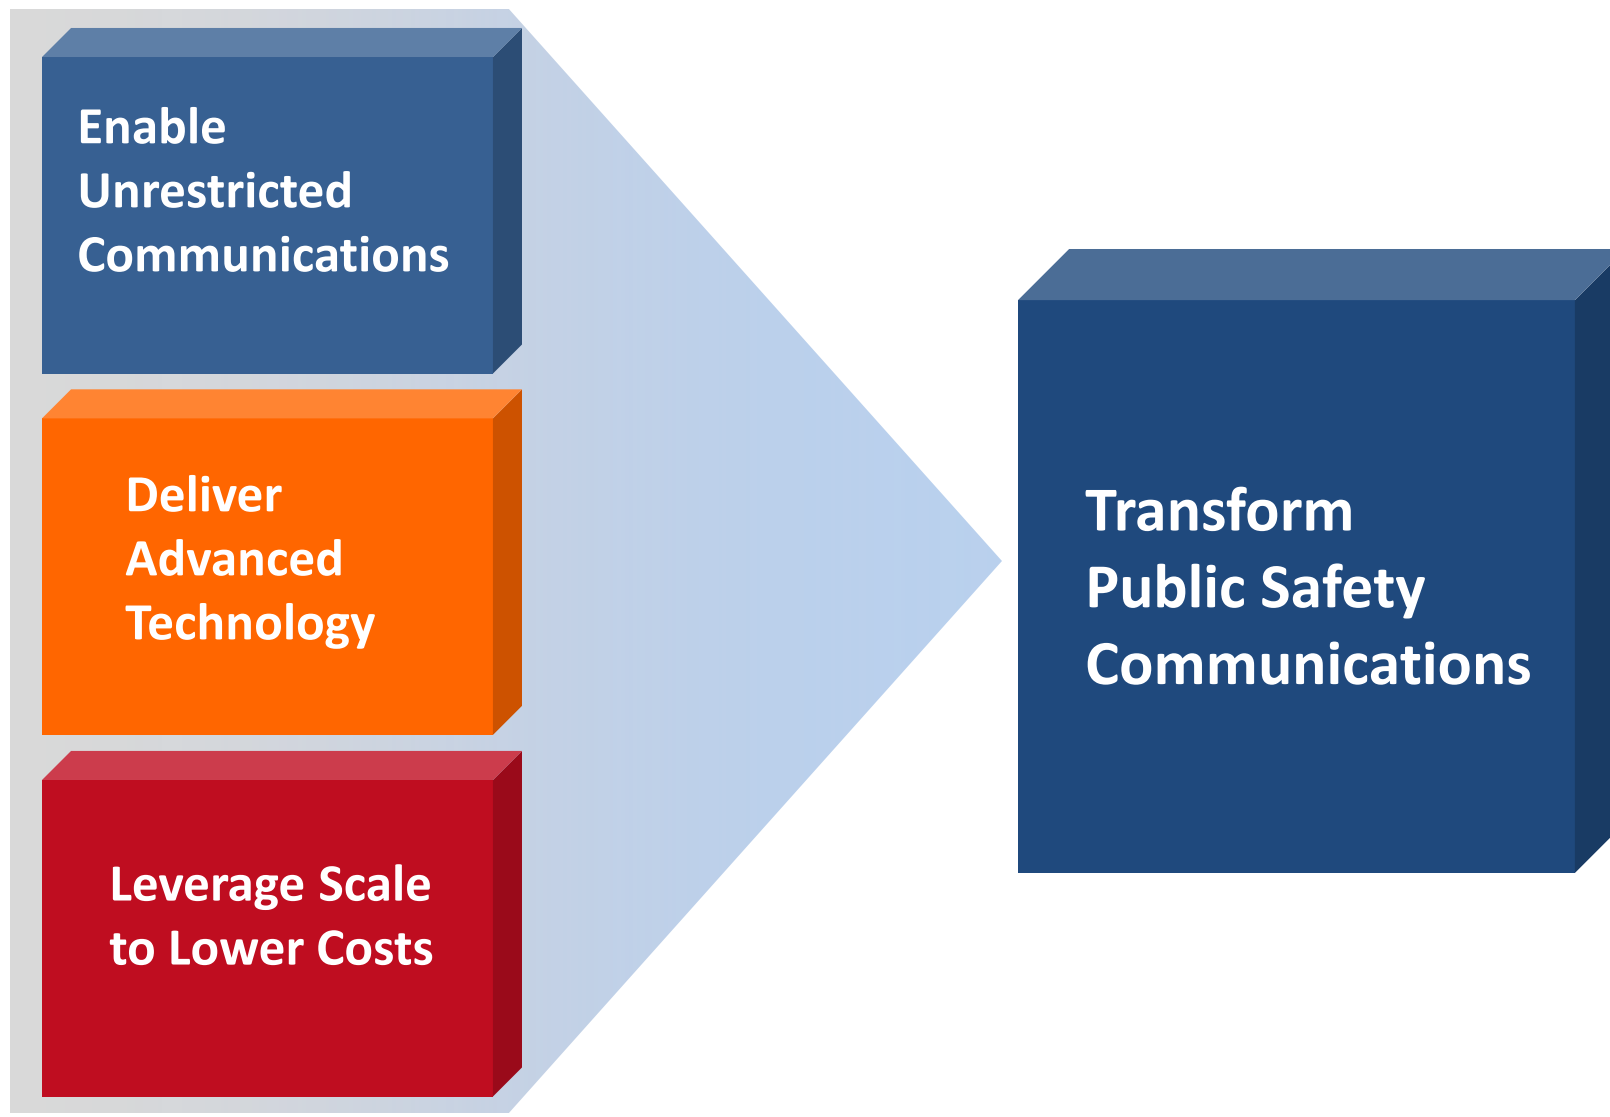 Enable
Unrestricted
Communications
Deliver
Advanced
Technology
Leverage Scale
to Lower Costs
Transform
Public Safety
Communications